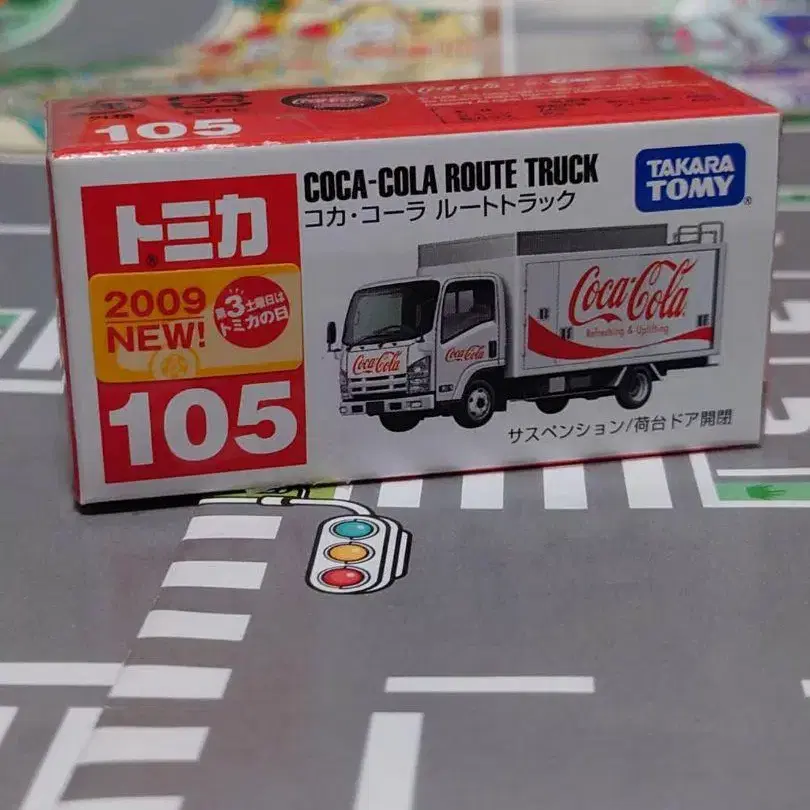 105
COCA-COLA ROUTE TRUCK
コカ・コーラ ルートトラック
TAKARA
TOMY
®
トミカ
®
2009
NEW!
第3土曜日は
トミカの日
105
Coca-Cola
Refreshing & Uplifting
Coca-Cola
Coca-Cola
サスペンション/荷台ドア開閉